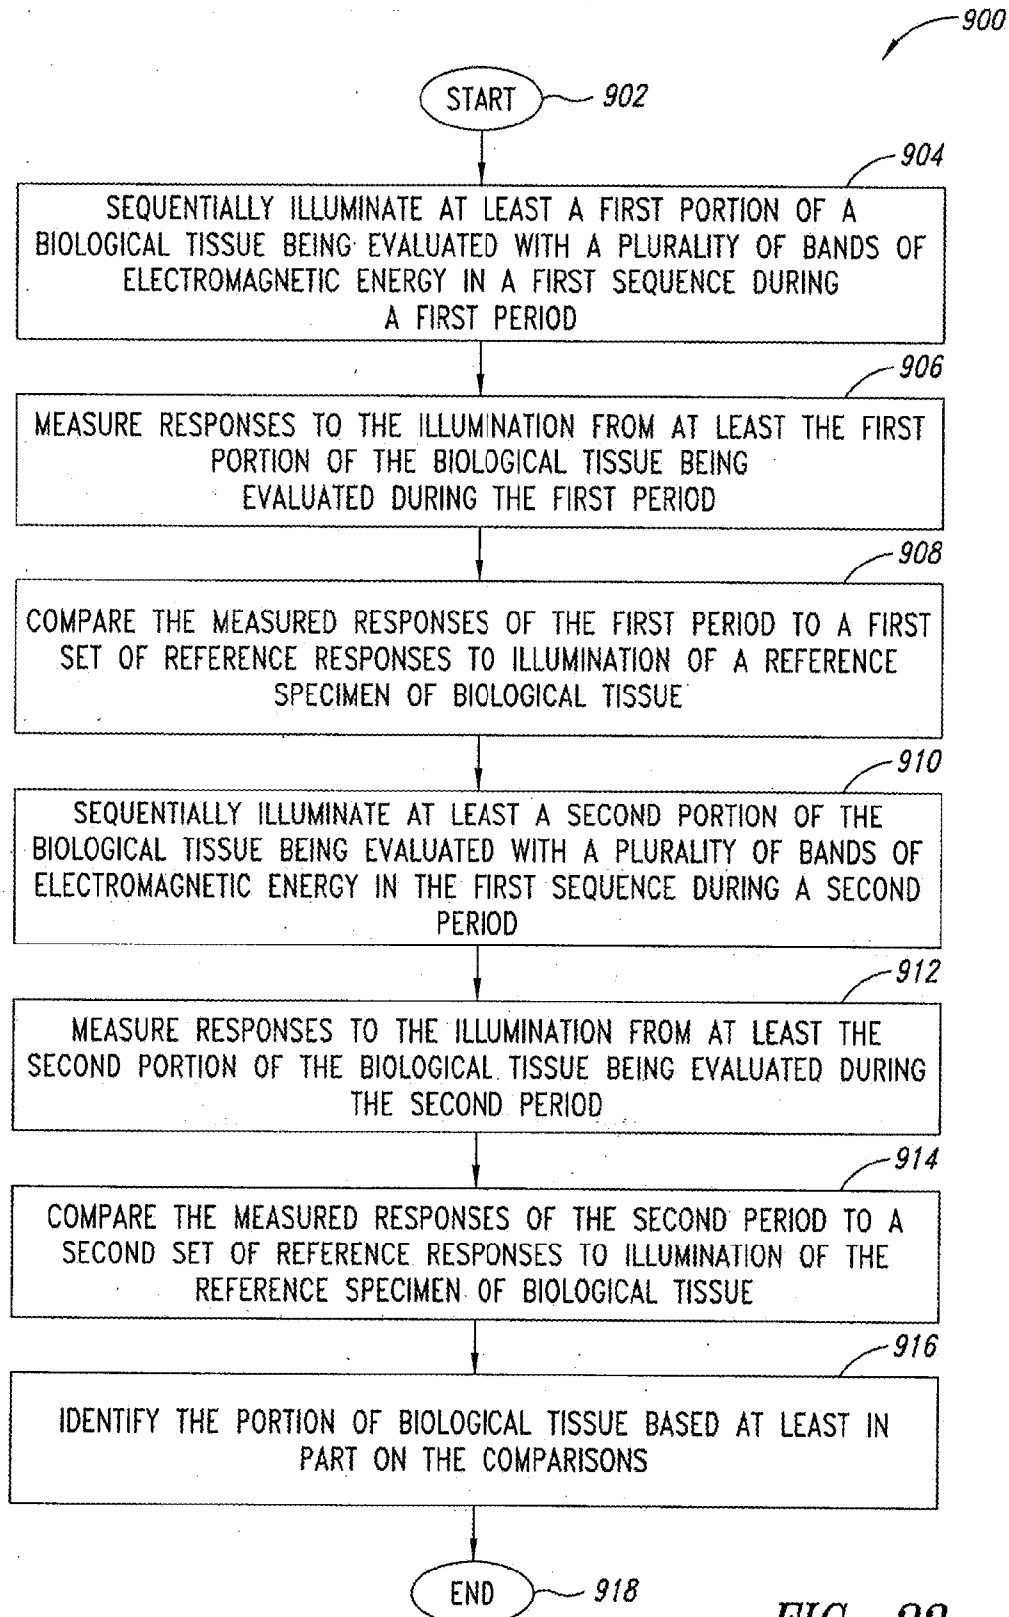 900
START
902
904
SEQUENTIALLY ILLUMINATE AT LEAST A FIRST PORTION OF A
BIOLOGICAL TISSUE BEING EVALUATED WITH A PLURALITY OF BANDS OF
ELECTROMAGNETIC ENERGY IN A FIRST SEQUENCE DURING
A FIRST PERIOD
906
MEASURE RESPONSES TO THE ILLUMINATION FROM AT LEAST THE FIRST
PORTION OF THE BIOLOGICAL TISSUE BEING
EVALUATED DURING THE FIRST PERIOD
908
COMPARE THE MEASURED RESPONSES OF THE FIRST PERIOD TO A FIRST
SET OF REFERENCE RESPONSES TO ILLUMINATION OF A REFERENCE
SPECIMEN OF BIOLOGICAL TISSUE
910
SEQUENTIALLY ILLUMINATE AT LEAST A SECOND PORTION OF THE
BIOLOGICAL TISSUE BEING EVALUATED WITH A PLURALITY OF BANDS OF
ELECTROMAGNETIC ENERGY IN THE FIRST SEQUENCE DURING A SECOND
PERIOD
912
MEASURE RESPONSES TO THE ILLUMINATION FROM AT LEAST THE
SECOND PORTION OF THE BIOLOGICAL TISSUE BEING EVALUATED DURING
THE SECOND PERIOD
914
COMPARE THE MEASURED RESPONSES OF THE SECOND PERIOD TO A
SECOND SET OF REFERENCE RESPONSES TO ILLUMINATION OF THE
REFERENCE SPECIMEN OF BIOLOGICAL TISSUE
916
IDENTIFY THE PORTION OF BIOLOGICAL TISSUE BASED AT LEAST IN
PART ON THE COMPARISONS
END
918
FIG.